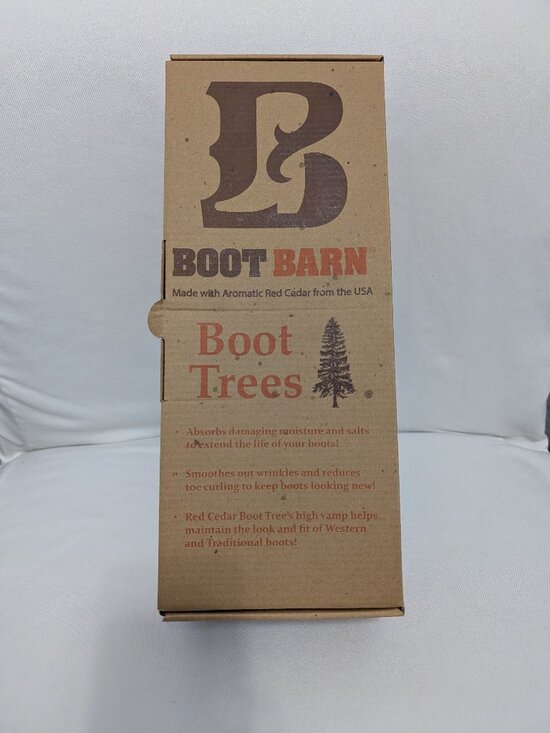 B
BOOT BARN®
Made with Aromatic Red Cedar from the USA
Boot
Trees
· Absorbs damaging moisture and salts
to extend the life of your boots!
· Smoothes out wrinkles and reduces
toe curling to keep boots looking new!
· Red Cedar Boot Tree's high vamp helps
maintain the look and fit of Western
and Traditional boots!